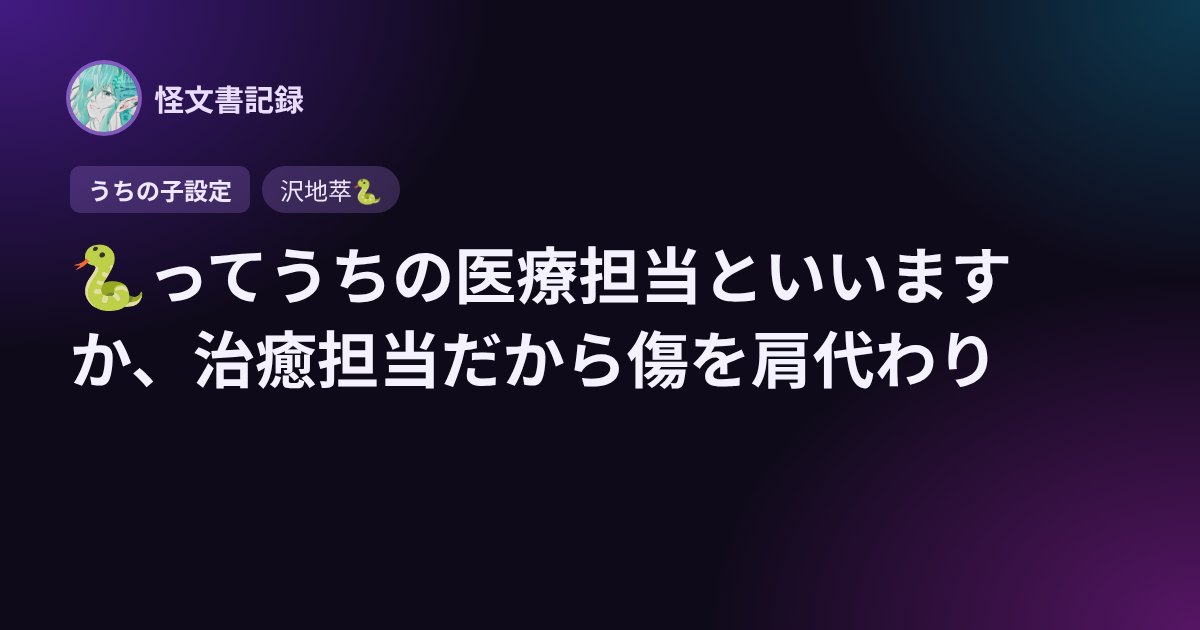 怪文書記録
うちの子設定
沢地萃🐍
🐍ってうちの医療担当といいます
か、治癒担当だから傷を肩代わり